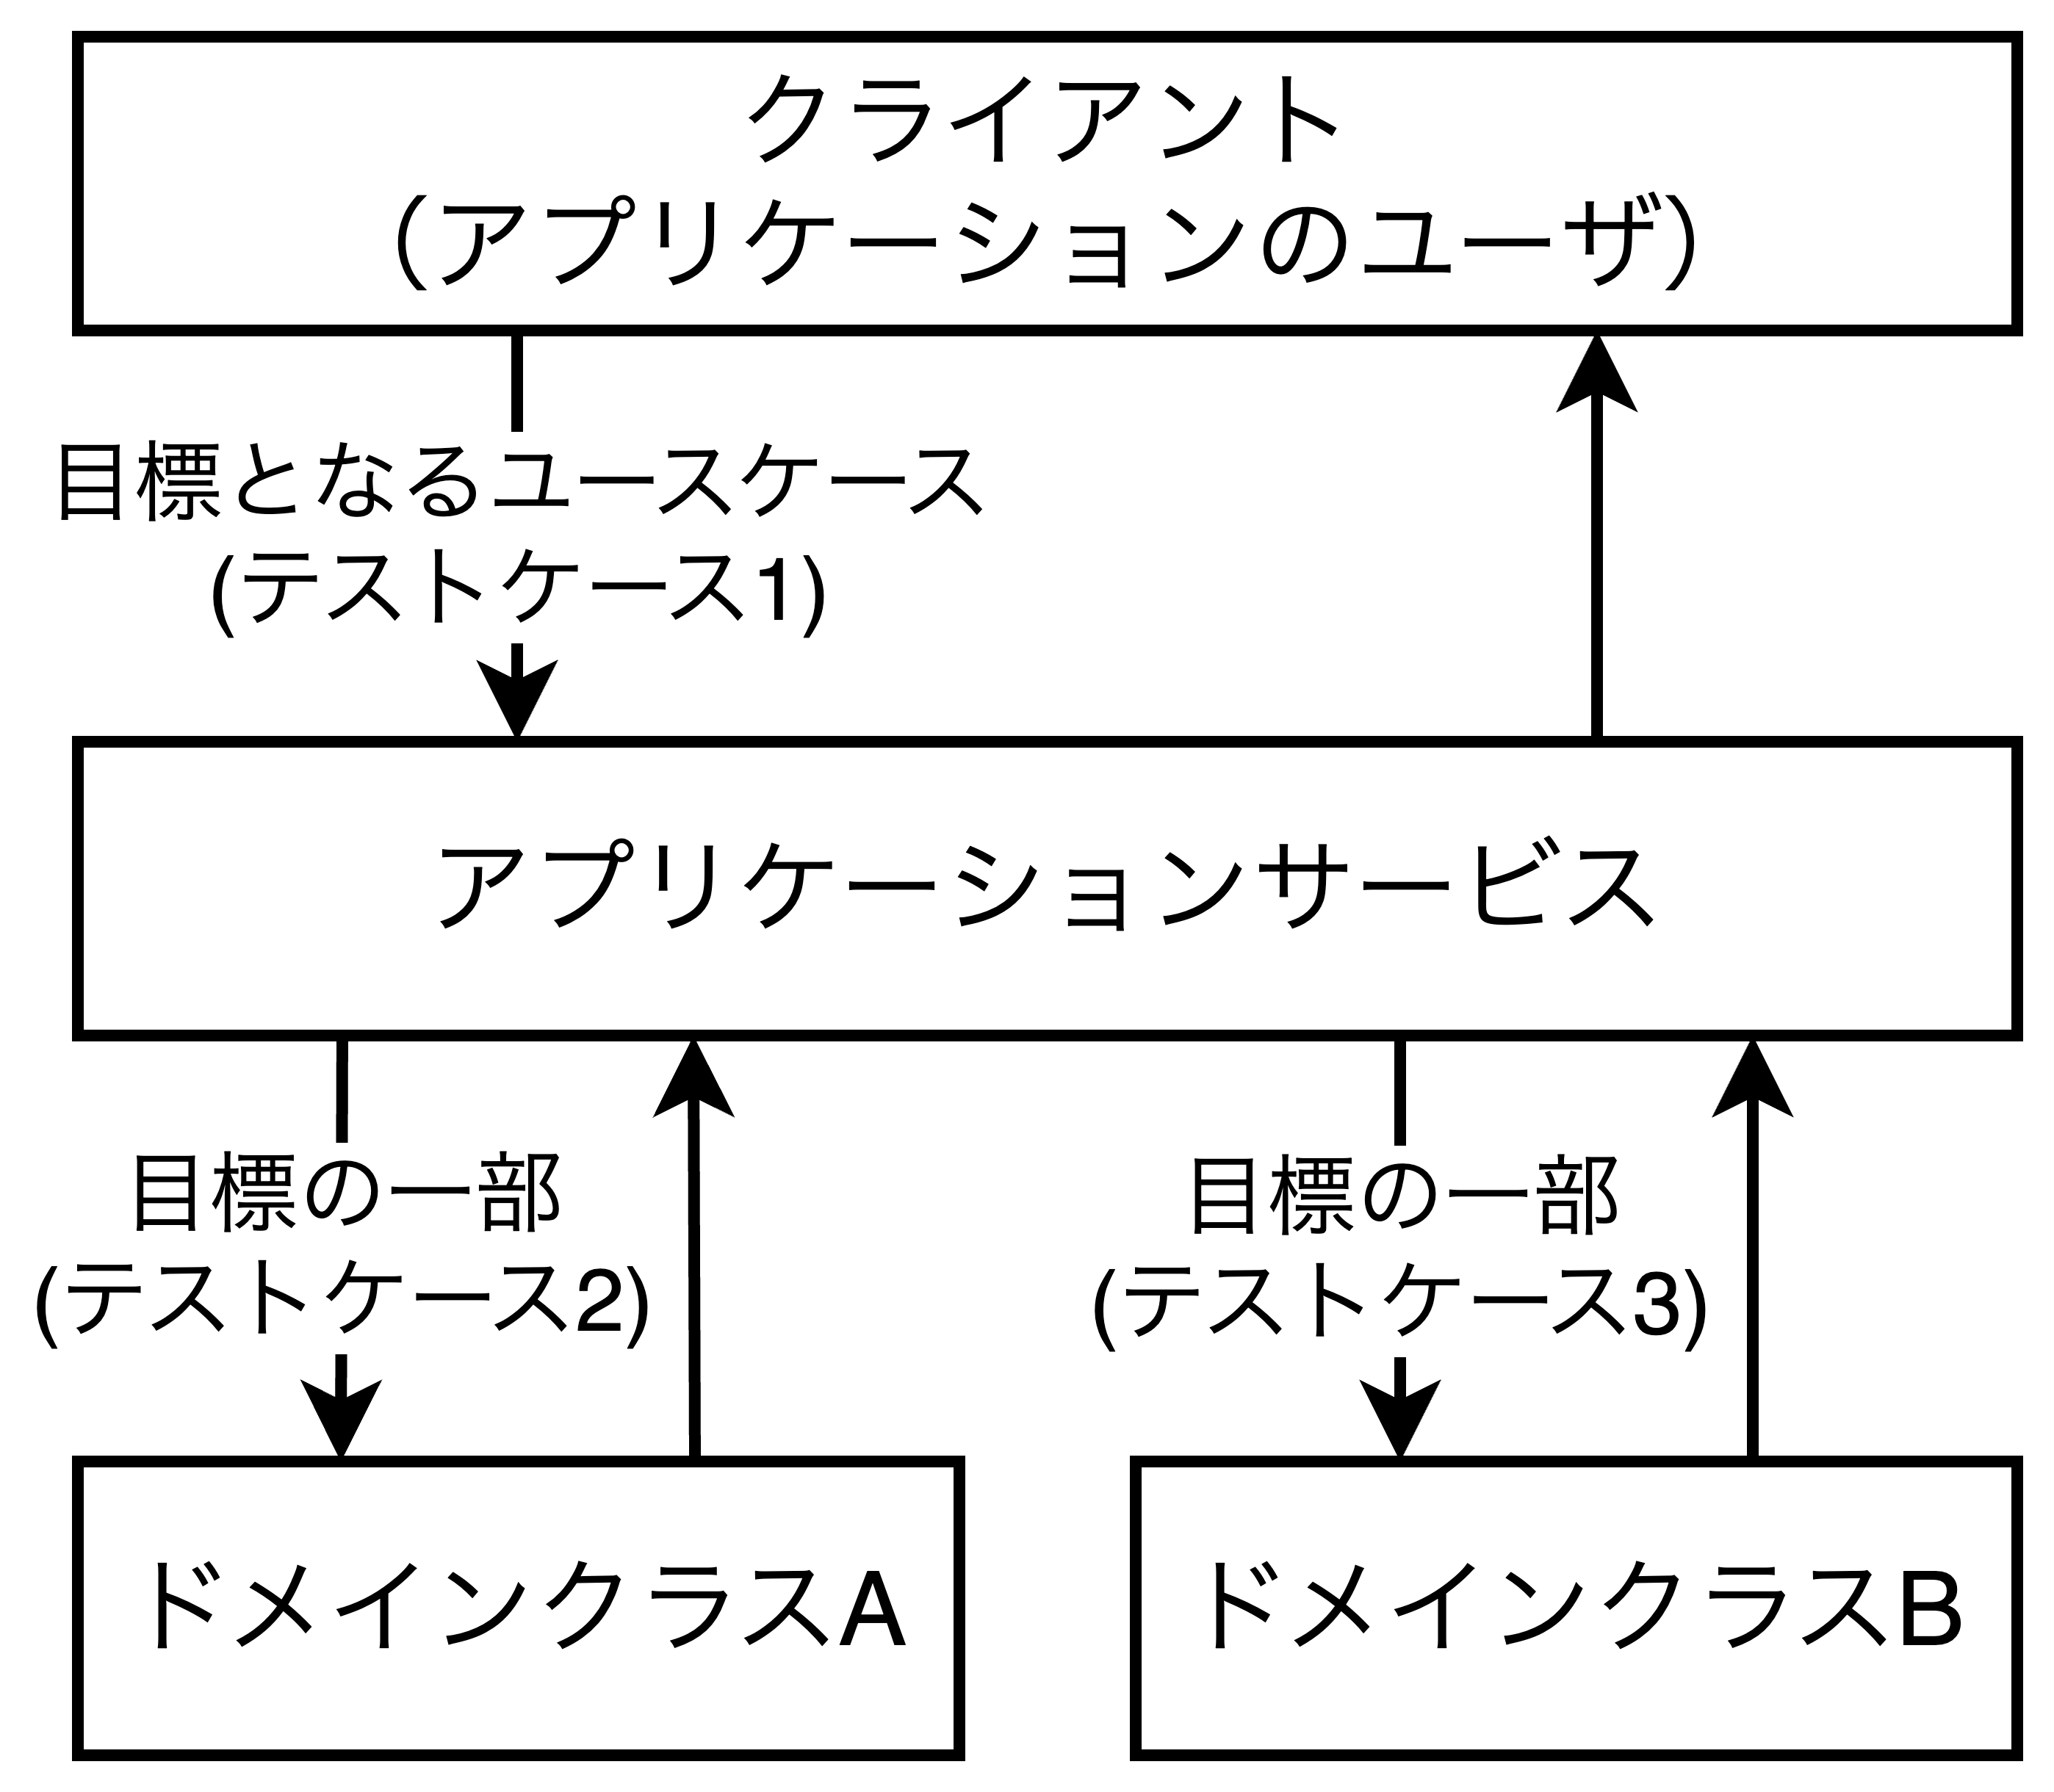 クライアント
(アプリケーションのユーザ)
目標となるユースケース
(テストケース1)
アプリケーションサービス
目標の一部
(テストケース2)
目標の一部
(テストケース3)
ドメインクラスA
ドメインクラスB